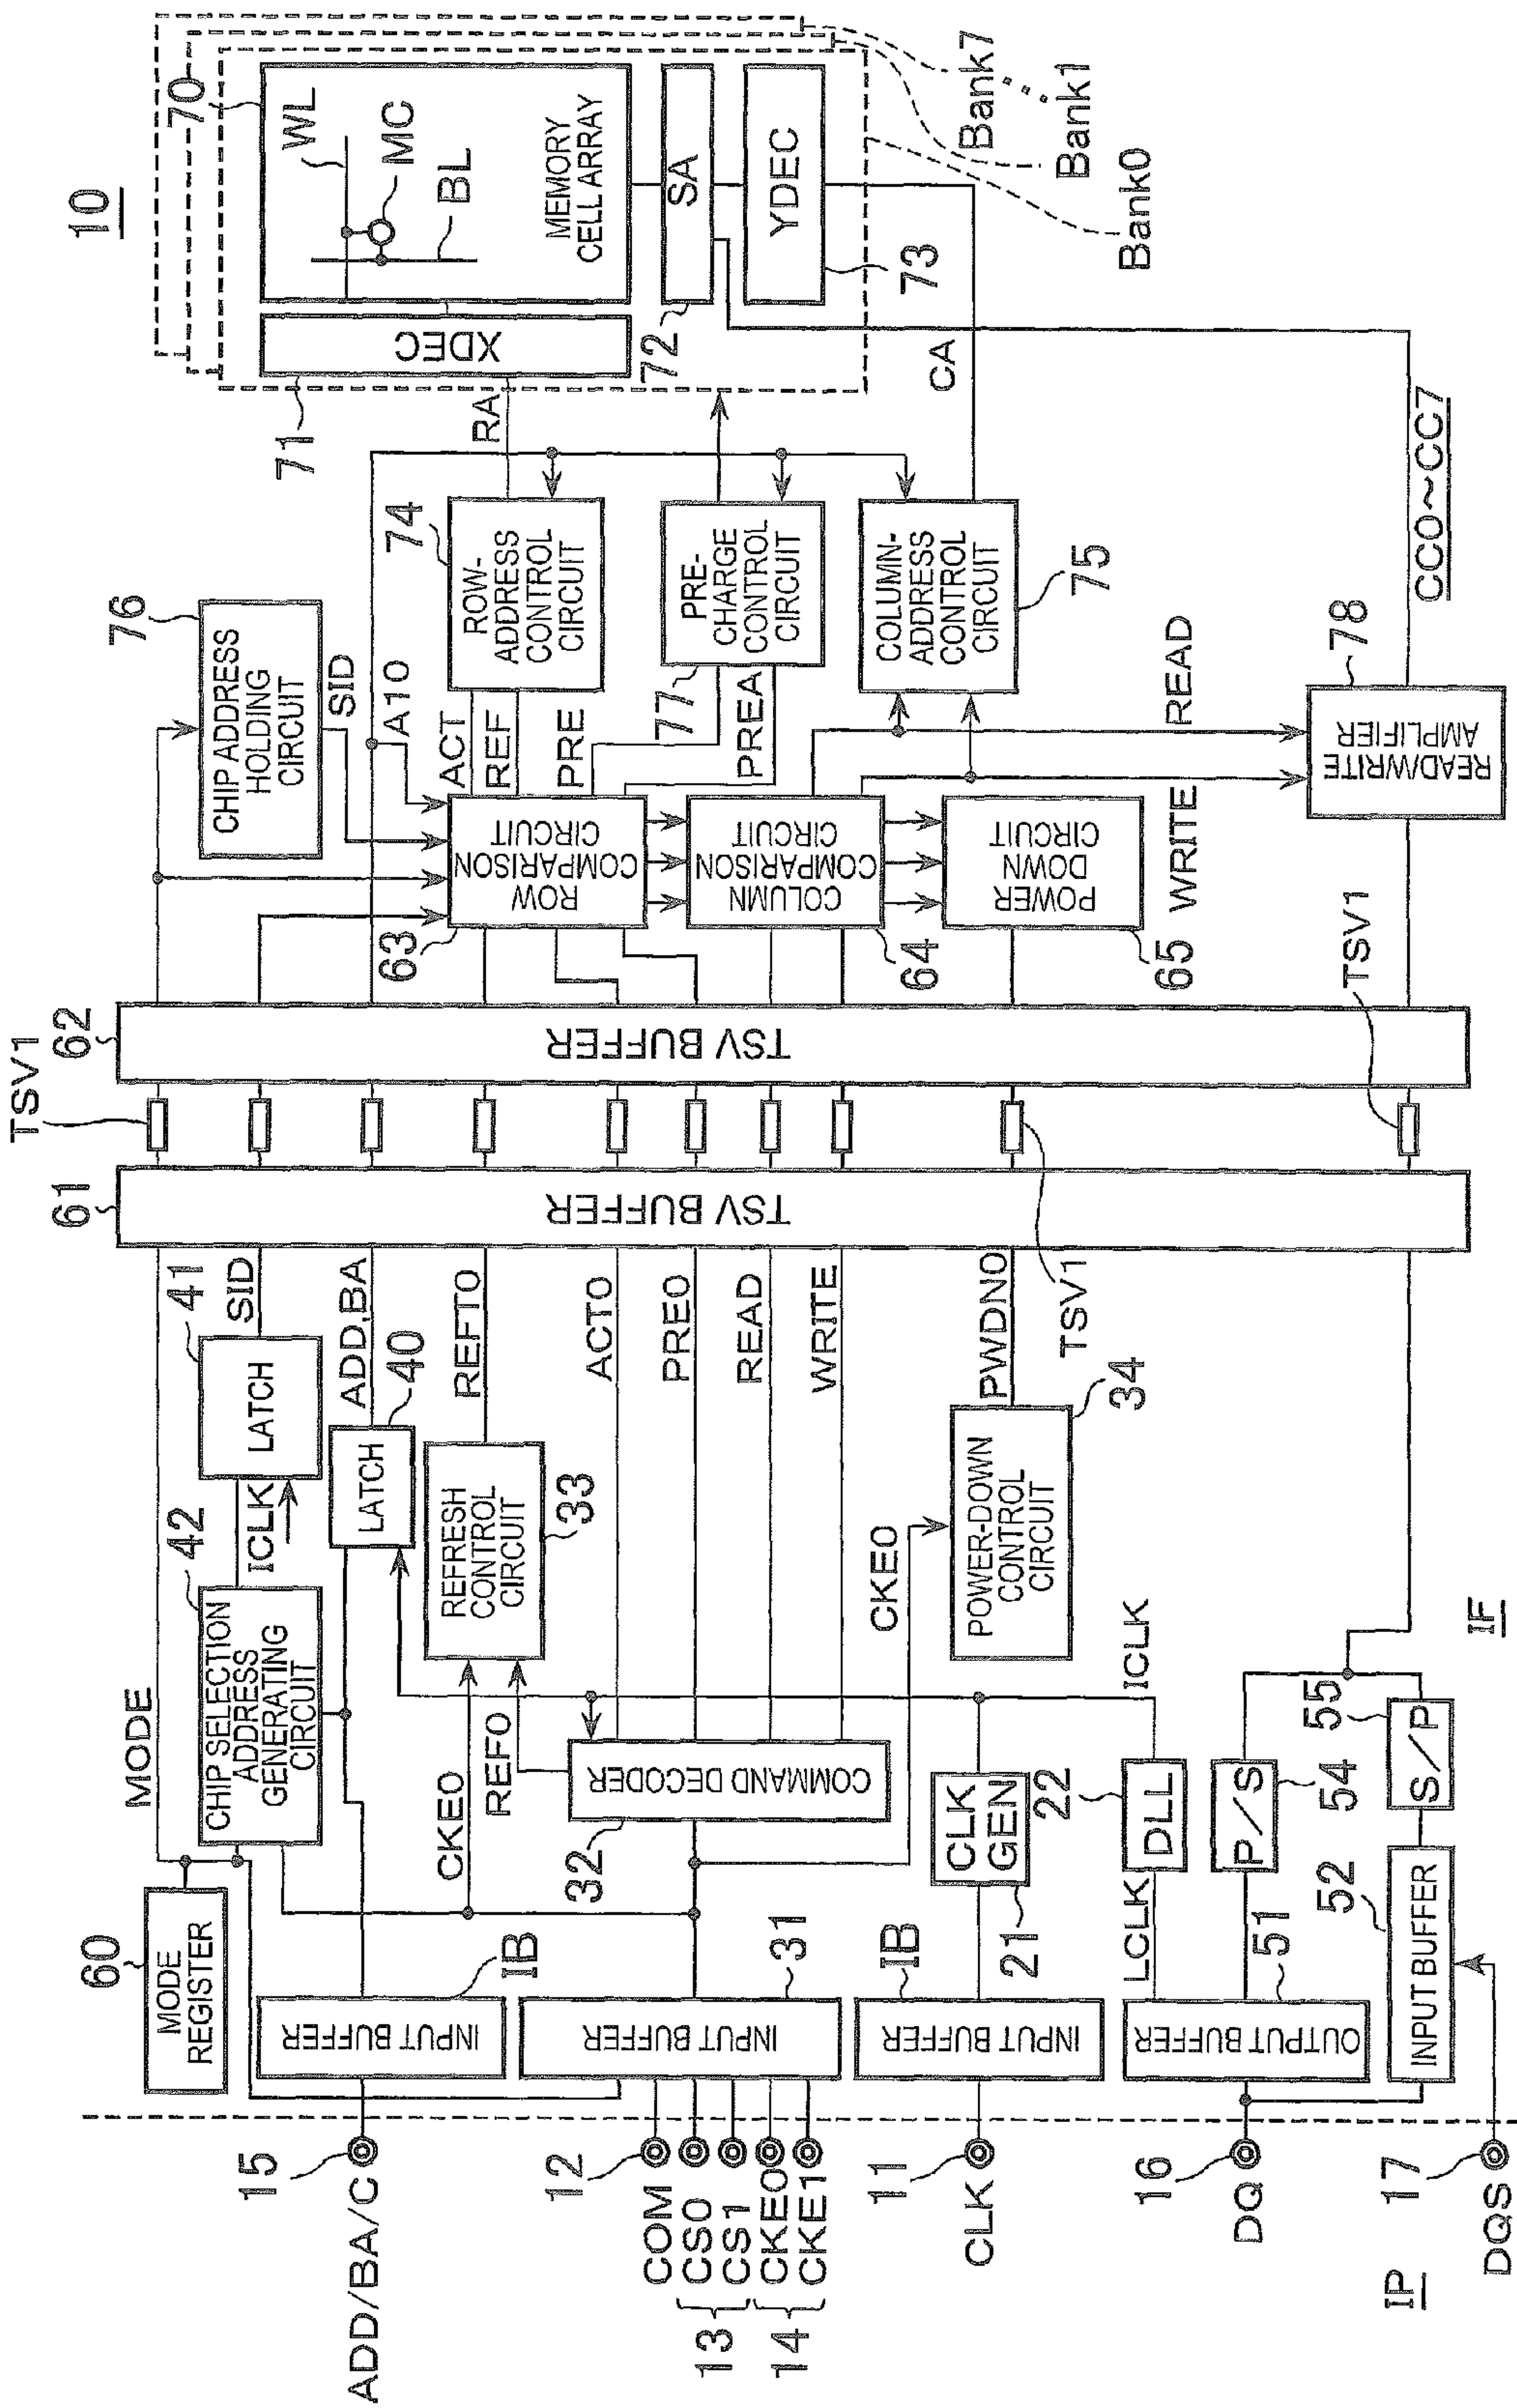 10
TSV1
TSV1
TSV1
MODE
60
MODE
REGISTER
42
CHIP SELECTION
ADDRESS
GENERATING
CIRCUIT
ICLK
41
LATCH
SID
61
TSV BUFFER
62
TSV BUFFER
76
CHIP ADDRESS
HOLDING
CIRCUIT
SID
A10
15
ADD/BA/C
INPUT BUFFER
IB
LATCH
40
ADD,BA
CKE0
REF0
REFRESH
CONTROL
CIRCUIT
33
REFT0
12
COM
CS0
CS1
CKE0
CKE1
13
14
INPUT BUFFER
31
32
COMMAND DECODER
ACT0
PRE0
READ
WRITE
CKE0
POWER-DOWN
CONTROL
CIRCUIT
34
PWDN0
11
CLK
INPUT BUFFER
IB
CLK
GEN
21
22
DLL
LCLK
ICLK
16
DQ
OUTPUT BUFFER
51
P/S
54
55
S/P
52
INPUT BUFFER
17
DQS
IP
IF
63
ROW
COMPARISON
CIRCUIT
ACT
REF
PRE
PREA
64
COLUMN
COMPARISON
CIRCUIT
65
POWER
DOWN
CIRCUIT
READ
WRITE
74
ROW-
ADDRESS
CONTROL
CIRCUIT
RA
77
PRE-
CHARGE
CONTROL
CIRCUIT
75
COLUMN-
ADDRESS
CONTROL
CIRCUIT
CA
78
READ/WRITE
AMPLIFIER
CC0~CC7
70
71
XDEC
WL
MC
BL
MEMORY
CELL ARRAY
72
SA
YDEC
73
Bank7
Bank1
Bank0